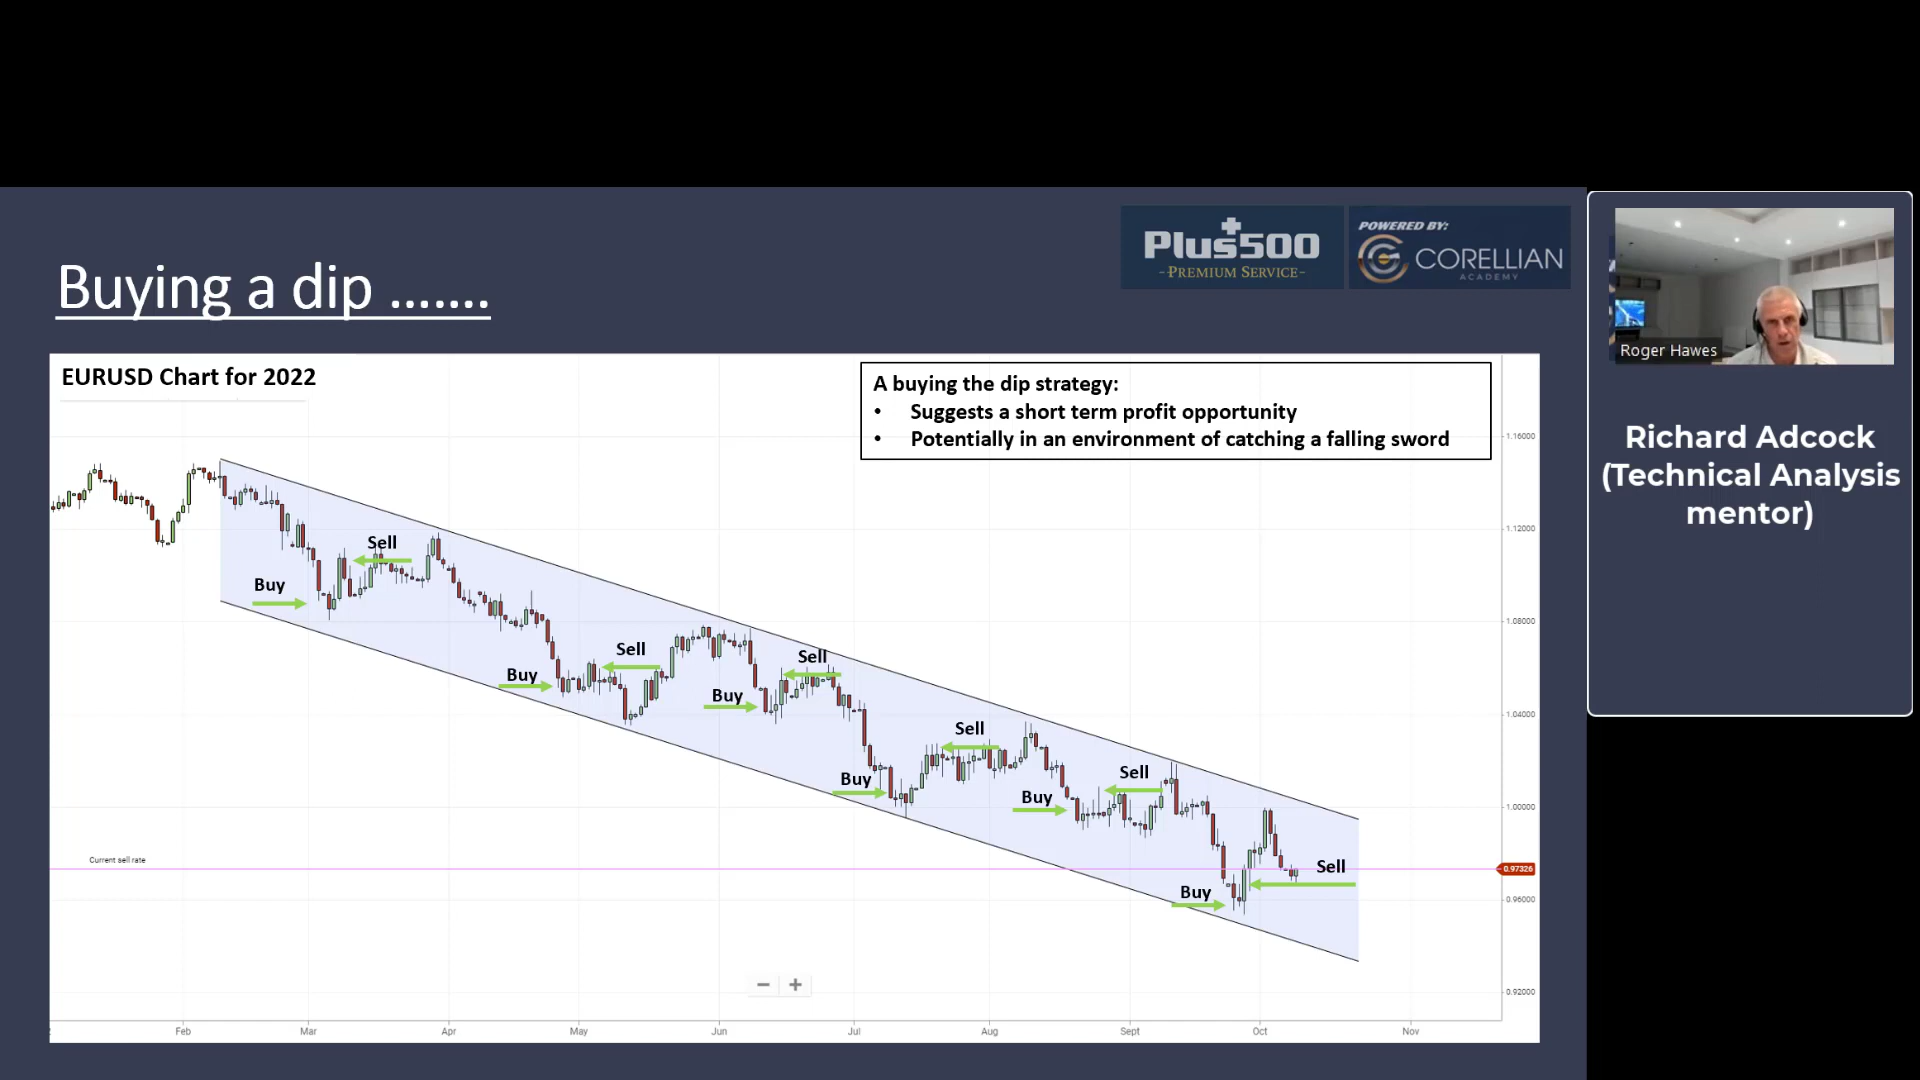 Plus500
-PREMIUM SERVICE-
POWERED BY:
CORELLIAN
ACADEMY
Buying a dip .......
Roger Hawes
Richard Adcock
(Technical Analysis
mentor)
EURUSD Chart for 2022
A buying the dip strategy:
• Suggests a short term profit opportunity
• Potentially in an environment of catching a falling sword
1.16000
1.12000
Sell
Buy
1.08000
Sell
Sell
Buy
Buy
1.04000
Sell
Sell
Buy
Buy
1.00000
Current sell rate
Sell
0.97326
Buy
0.96000
− +
0.92000
Feb Mar Apr May Jun Jul Aug Sept Oct Nov